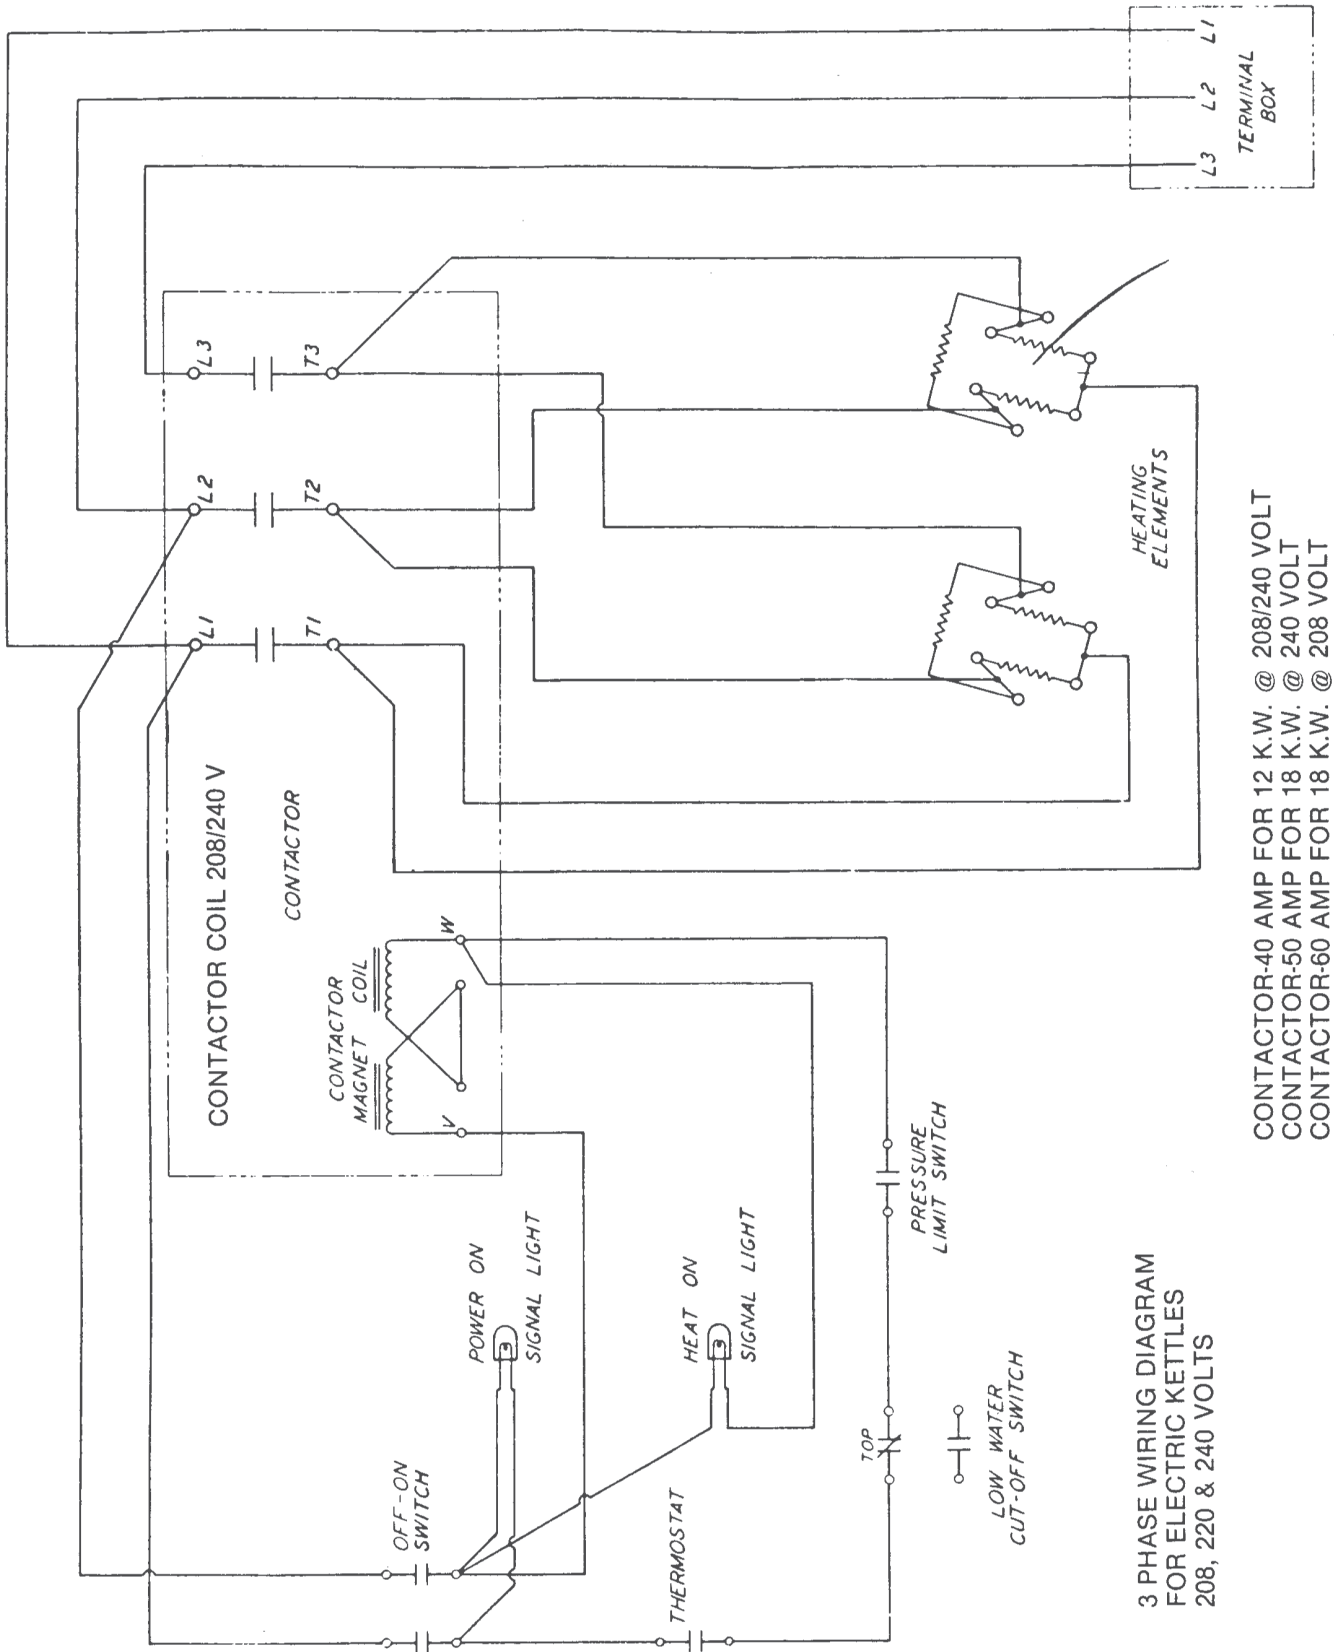 L1
L2
L3
TERMINAL
BOX
L3
T3
L2
T2
L1
T1
HEATING
ELEMENTS
CONTACTOR COIL 208/240 V
CONTACTOR
CONTACTOR
MAGNET COIL
W
V
POWER ON
SIGNAL LIGHT
HEAT ON
SIGNAL LIGHT
PRESSURE
LIMIT SWITCH
OFF-ON
SWITCH
THERMOSTAT
TOP
LOW WATER
CUT-OFF SWITCH
3 PHASE WIRING DIAGRAM
FOR ELECTRIC KETTLES
208, 220 & 240 VOLTS
CONTACTOR-40 AMP FOR 12 K.W. @ 208/240 VOLT
CONTACTOR-50 AMP FOR 18 K.W. @ 240 VOLT
CONTACTOR-60 AMP FOR 18 K.W. @ 208 VOLT